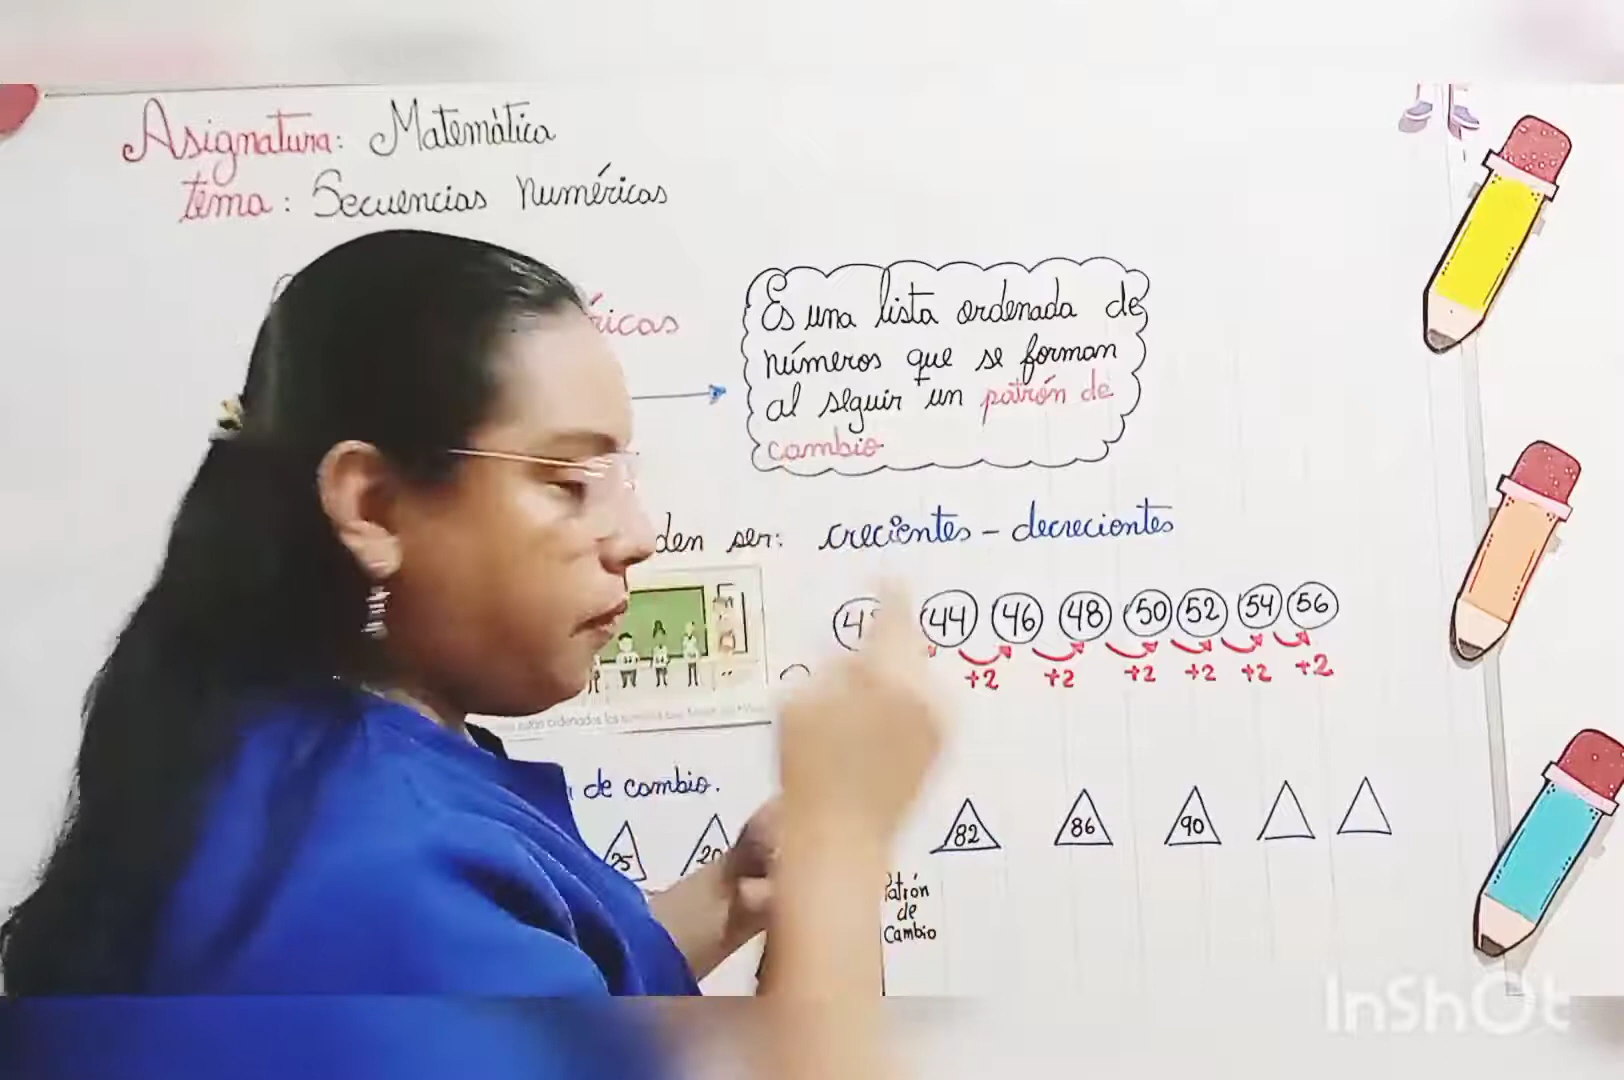 Asignatura: Matemática
tema: Secuencias Numéricas
Es una lista ordenada de
números que se forman
al seguir un patrón de
cambio
ser: crecientes - decrecientes
44 46 48 50 52 54 56
+2 +2 +2 +2 +2 +2
de cambio.
82 86 90
25 20
Patrón
de
Cambio
InShOt